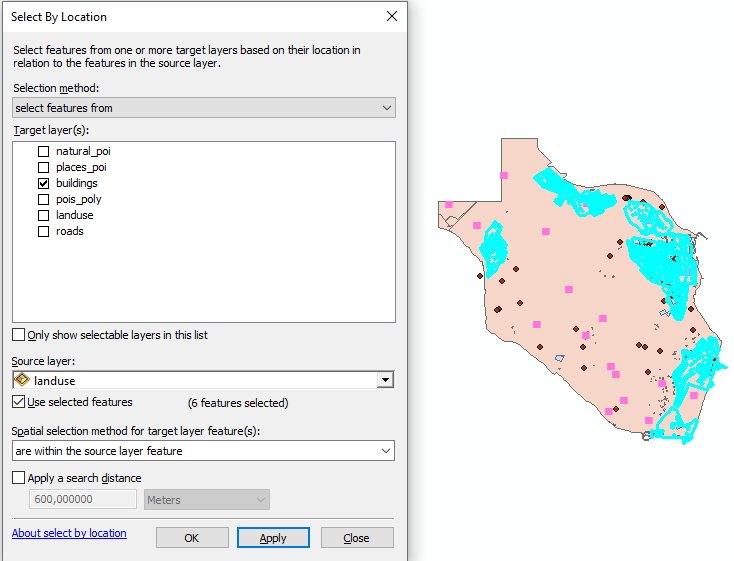 Select By Location
Select features from one or more target layers based on their location in
relation to the features in the source layer.
Selection method:
select features from
Target layer(s):
natural_poi
places_poi
buildings
pois_poly
landuse
roads
Only show selectable layers in this list
Source layer:
landuse
Use selected features (6 features selected)
Spatial selection method for target layer feature(s):
are within the source layer feature
Apply a search distance
600,000000 Meters
About select by location OK Apply Close